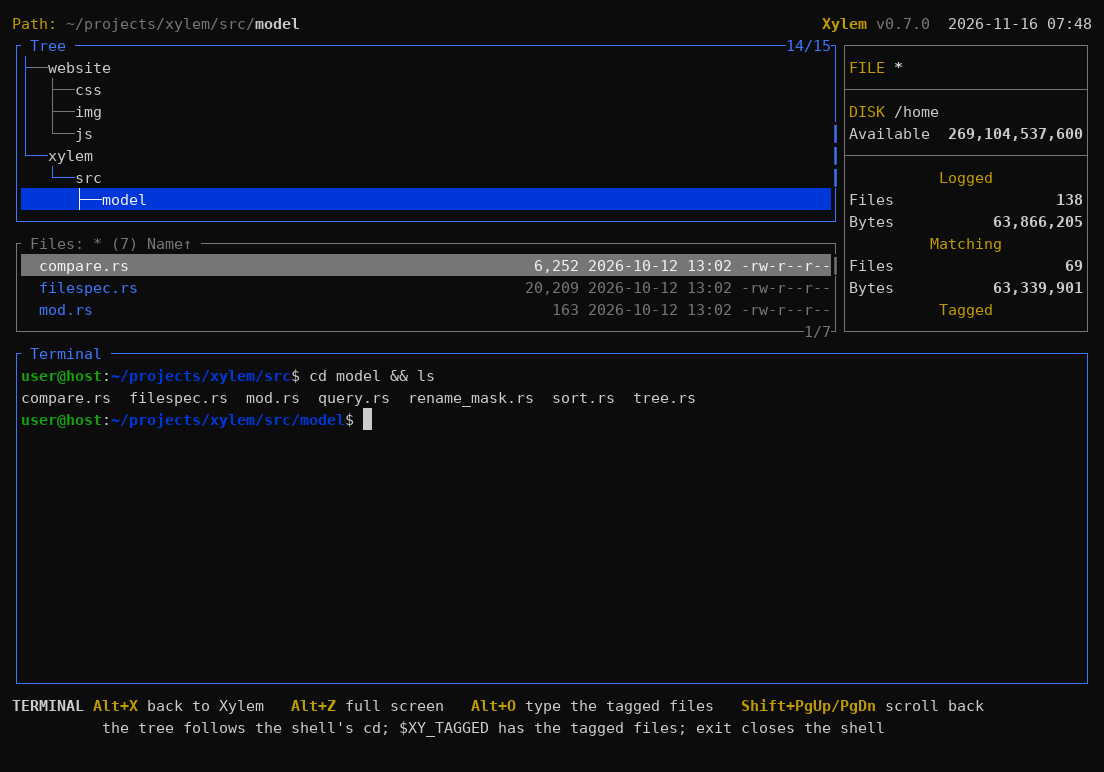 Path: ~/projects/xylem/src/model Xylem v0.7.0 2026-11-16 07:48
Tree 14/15
website
css
img
js
xylem
src
model
FILE *
DISK /home
Available 269,104,537,600
Logged
Files 138
Bytes 63,866,205
Matching
Files 69
Bytes 63,339,901
Tagged
Files: * (7) Name↑
compare.rs 6,252 2026-10-12 13:02 -rw-r--r--
filespec.rs 20,209 2026-10-12 13:02 -rw-r--r--
mod.rs 163 2026-10-12 13:02 -rw-r--r--
1/7
Terminal
user@host:~/projects/xylem/src$ cd model && ls
compare.rs filespec.rs mod.rs query.rs rename_mask.rs sort.rs tree.rs
user@host:~/projects/xylem/src/model$
TERMINAL Alt+X back to Xylem Alt+Z full screen Alt+O type the tagged files Shift+PgUp/PgDn scroll back
the tree follows the shell's cd; $XY_TAGGED has the tagged files; exit closes the shell